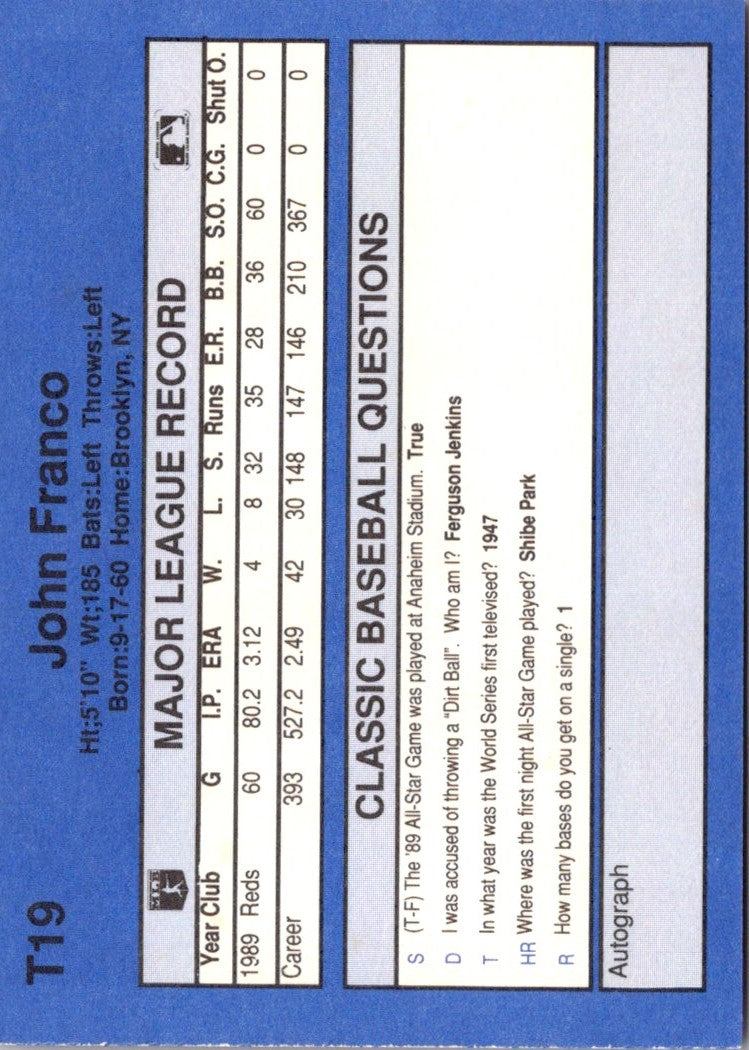 T19
John Franco
Ht;5'10" Wt;185 Bats:Left Throws:Left
Born:9-17-60 Home:Brooklyn, NY
MLBPA MAJOR LEAGUE RECORD
Year Club G I.P. ERA W. L. S. Runs E.R. B.B. S.O. C.G. Shut O.
1989 Reds 60 80.2 3.12 4 8 32 35 28 36 60 0 0
Career 393 527.2 2.49 42 30 148 147 146 210 367 0 0
CLASSIC BASEBALL QUESTIONS
S (T-F) The '89 All-Star Game was played at Anaheim Stadium. True
D I was accused of throwing a "Dirt Ball". Who am I? Ferguson Jenkins
T In what year was the World Series first televised? 1947
HR Where was the first night All-Star Game played? Shibe Park
R How many bases do you get on a single? 1
Autograph